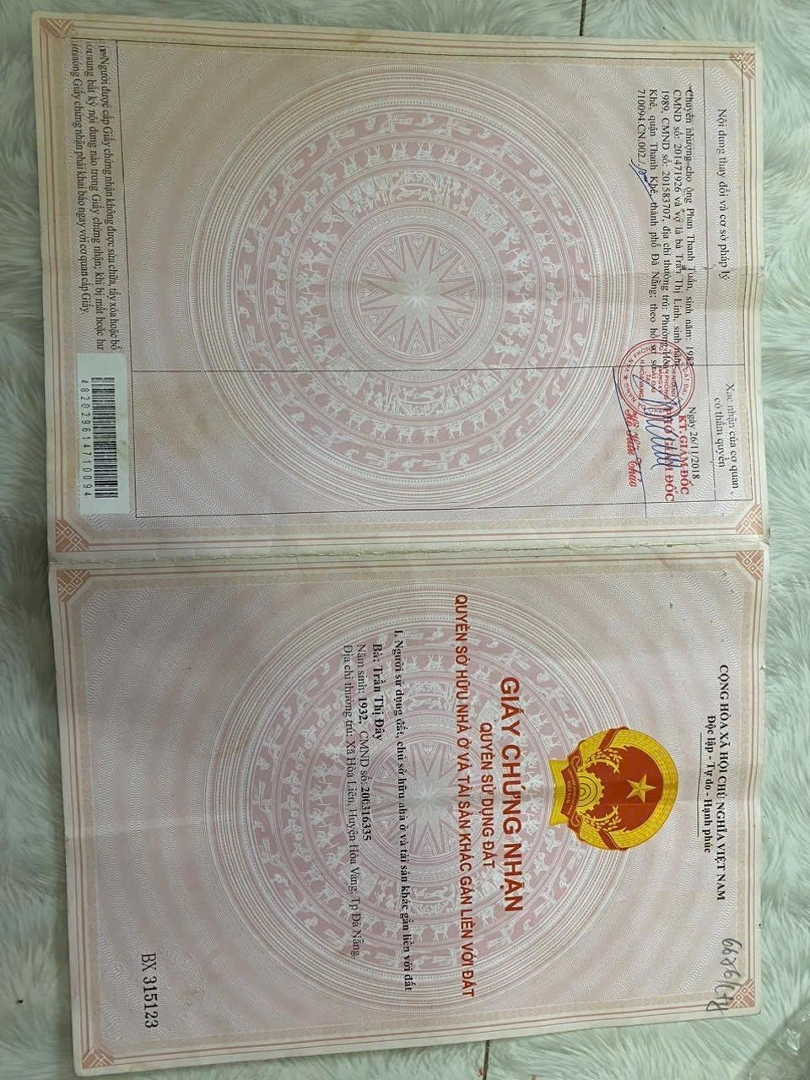 CỘNG HÒA XÃ HỘI CHỦ NGHĨA VIỆT NAM
Độc lập - Tự do - Hạnh phúc
GIẤY CHỨNG NHẬN
QUYỀN SỬ DỤNG ĐẤT
QUYỀN SỞ HỮU NHÀ Ở VÀ TÀI SẢN KHÁC GẮN LIỀN VỚI ĐẤT
I. Người sử dụng đất, chủ sở hữu nhà ở và tài sản khác gắn liền với đất
Bà: Trần Thị Đây
Năm sinh: 1932, CMND số: 200316335
Địa chỉ thường trú: Xã Hòa Liên, Huyện Hòa Vang, Tp Đà Nẵng.
BX 315123
Nội dung thay đổi và cơ sở pháp lý
Xác nhận của cơ quan có thẩm quyền
Chuyển nhượng cho ông Phan Thanh Tuấn, sinh năm: 1982,
CMND số: 201471926 và vợ là bà Trần Thị Linh, sinh năm
1989, CMND số: 201583707, địa chỉ thường trú: Phường Hòa
Khê, quận Thanh Khê, thành phố Đà Nẵng; theo hồ sơ số
710094.CN.002./.
Ngày 26/11/2018
KT. GIÁM ĐỐC
PHÓ GIÁM ĐỐC
Người được cấp Giấy chứng nhận không được sửa chữa, tẩy xóa hoặc bổ
sung bất kỳ nội dung nào trong Giấy chứng nhận; khi bị mất hoặc hư
hỏng Giấy chứng nhận phải khai báo ngay với cơ quan cấp Giấy.
482029614710094